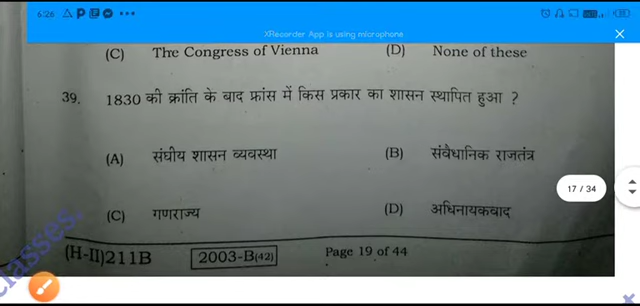 6:26
XRecorder App is using microphone
(C) The Congress of Vienna (D) None of these
39. 1830 की क्रांति के बाद फ्रांस में किस प्रकार का शासन स्थापित हुआ ?
(A) संघीय शासन व्यवस्था (B) संवैधानिक राजतंत्र
17 / 34
(C) गणराज्य (D) अधिनायकवाद
classes.
(H-II)211B 2003-B(42) Page 19 of 44